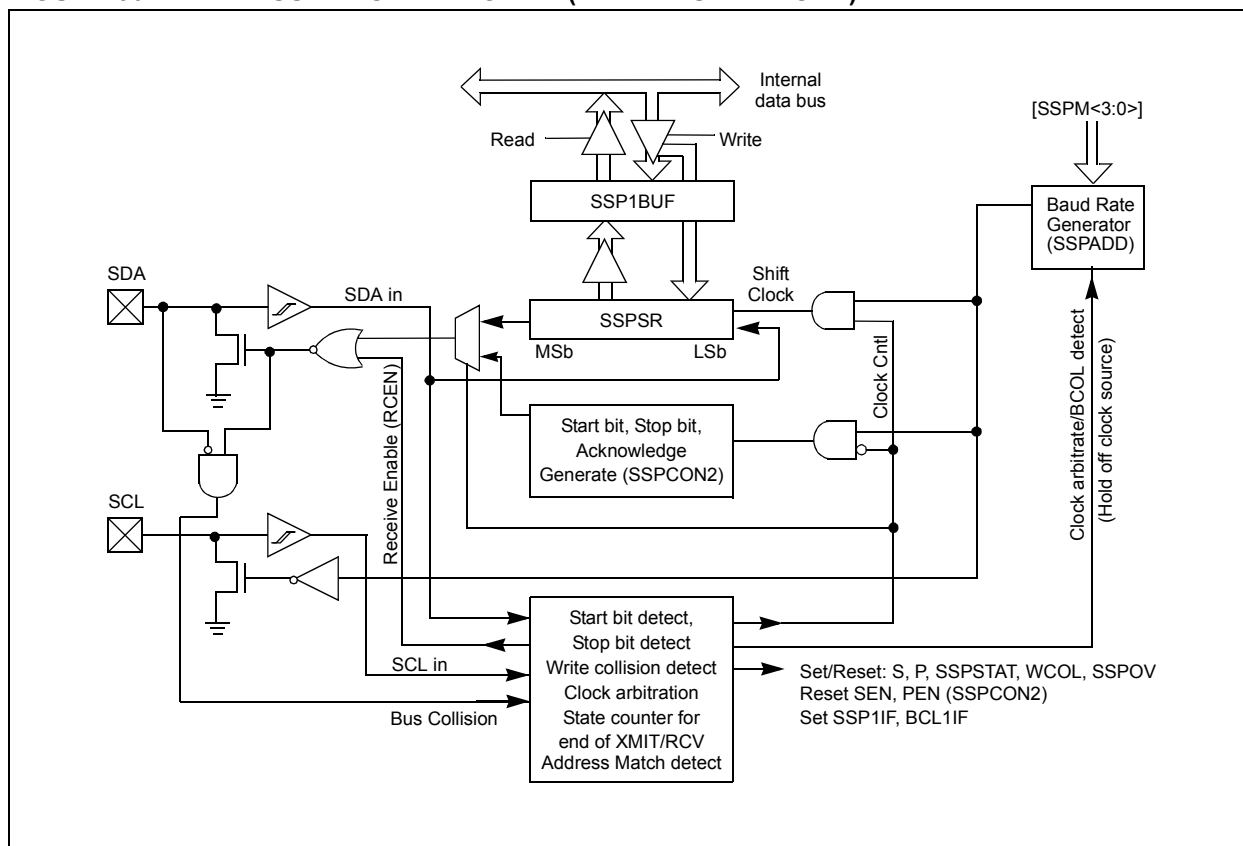 Internal
data bus
[SSPM<3:0>]
Read
Write
SSP1BUF
Baud Rate
Generator
(SSPADD)
SDA
SDA in
Shift
Clock
SSPSR
MSb
LSb
Receive Enable (RCEN)
Clock Cntl
Clock arbitrate/BCOL detect
(Hold off clock source)
Start bit, Stop bit,
Acknowledge
Generate (SSPCON2)
SCL
SCL in
Bus Collision
Start bit detect,
Stop bit detect
Write collision detect
Clock arbitration
State counter for
end of XMIT/RCV
Address Match detect
Set/Reset: S, P, SSPSTAT, WCOL, SSPOV
Reset SEN, PEN (SSPCON2)
Set SSP1IF, BCL1IF